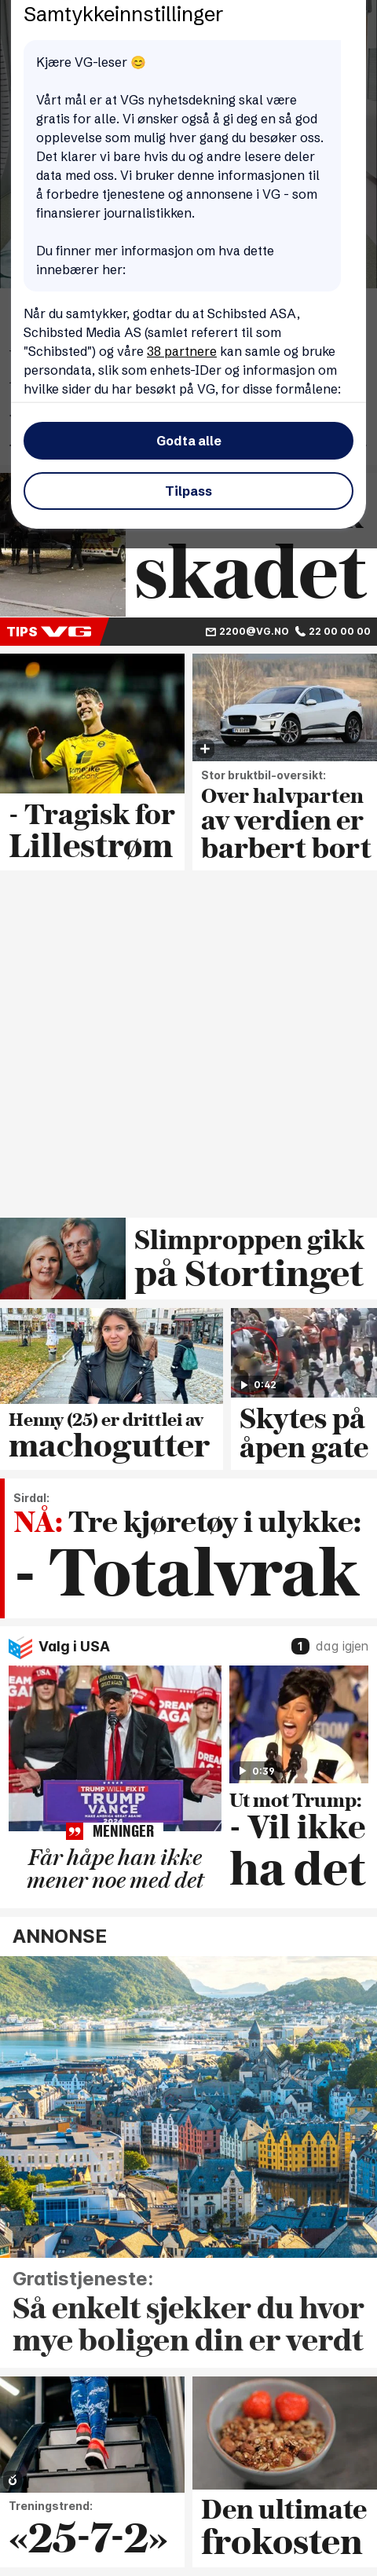 Samtykkeinnstillinger
Kjære VG-leser 😊
Vårt mål er at VGs nyhetsdekning skal være
gratis for alle. Vi ønsker også å gi deg en så god
opplevelse som mulig hver gang du besøker oss.
Det klarer vi bare hvis du og andre lesere deler
data med oss. Vi bruker denne informasjonen til
å forbedre tjenestene og annonsene i VG - som
finansierer journalistikken.
Du finner mer informasjon om hva dette
innebærer her:
Når du samtykker, godtar du at Schibsted ASA,
Schibsted Media AS (samlet referert til som
"Schibsted") og våre 38 partnere kan samle og bruke
persondata, slik som enhets-IDer og informasjon om
hvilke sider du har besøkt på VG, for disse formålene:
Godta alle
Tilpass
skadet
TIPS VG 2200@VG.NO 22 00 00 00
- Tragisk for
Lillestrøm
Stor bruktbil-oversikt:
Over halvparten
av verdien er
barbert bort
Slimproppen gikk
på Stortinget
Henny (25) er drittlei av
machogutter
0:42
Skytes på
åpen gate
Sirdal:
NÅ: Tre kjøretøy i ulykke:
- Totalvrak
Valg i USA
1 dag igjen
USA
DREAM
AGAIN
TRUMP WILL FIX IT
TRUMP
VANCE
2024
MENINGER
Får håpe han ikke
mener noe med det
0:39
Ut mot Trump:
- Vil ikke
ha det
ANNONSE
Gratistjeneste:
Så enkelt sjekker du hvor
mye boligen din er verdt
Treningstrend:
«25-7-2»
Den ultimate
frokosten